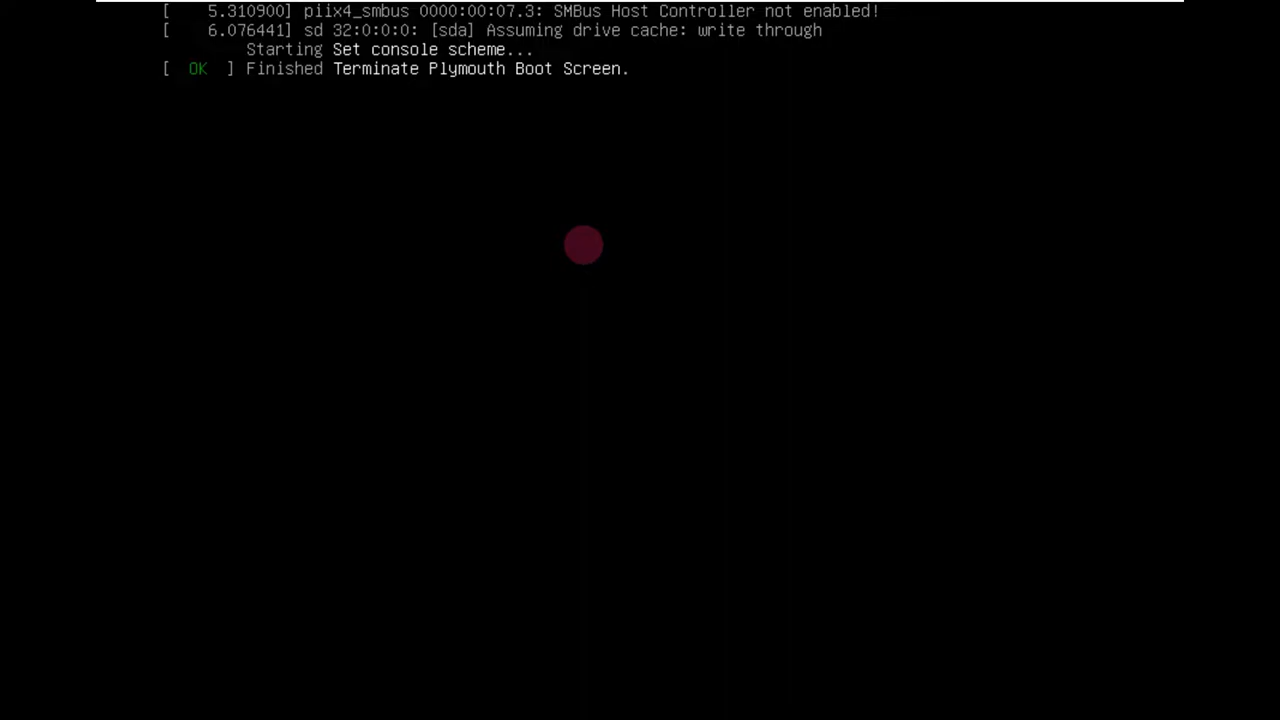 [    5.310900] piix4_smbus 0000:00:07.3: SMBus Host Controller not enabled!
[    6.076441] sd 32:0:0:0: [sda] Assuming drive cache: write through
Starting Set console scheme...
[  OK  ] Finished Terminate Plymouth Boot Screen.